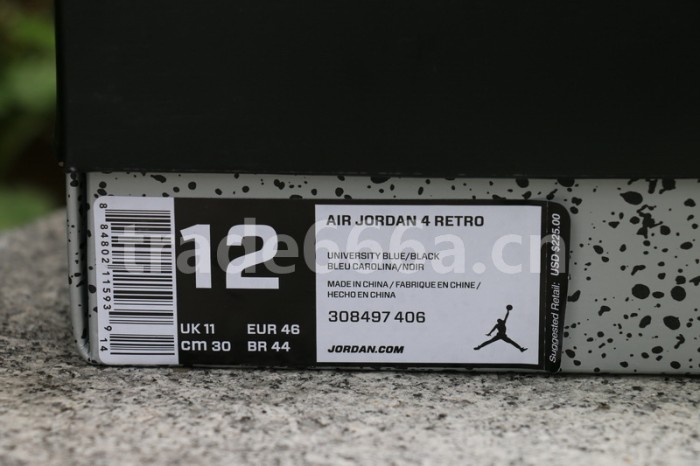 8 84802 11593 9 14
12
UK 11 EUR 46
CM 30 BR 44
AIR JORDAN 4 RETRO
UNIVERSITY BLUE/BLACK
BLEU CAROLINA/NOIR
MADE IN CHINA / FABRIQUE EN CHINE /
HECHO EN CHINA
308497 406
JORDAN.COM
Suggested Retail: USD $225.00
trade666a.cn